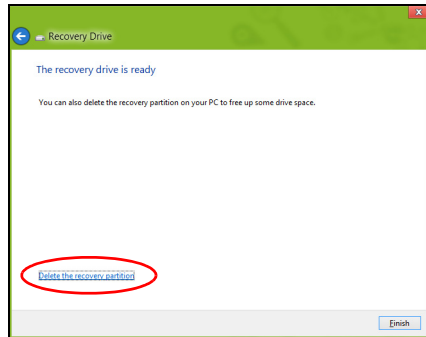 Recovery Drive
The recovery drive is ready
You can also delete the recovery partition on your PC to free up some drive space.
Delete the recovery partition
Finish